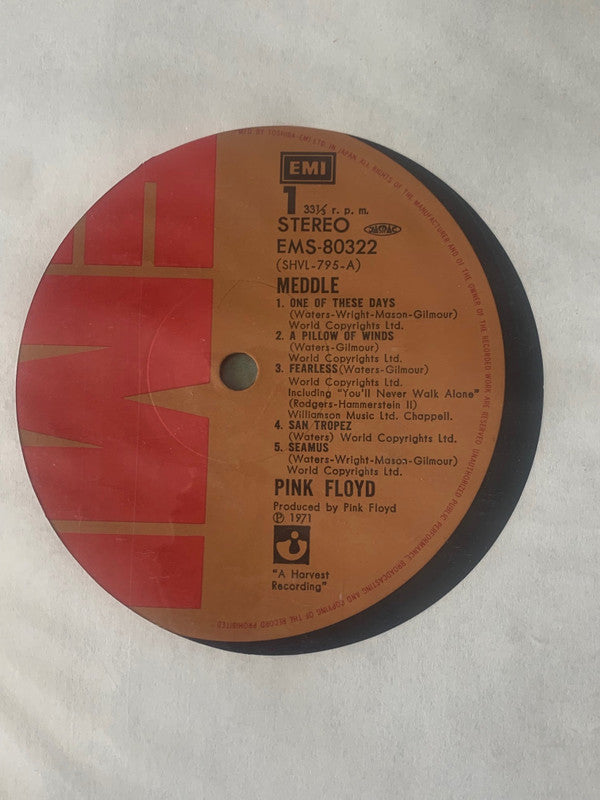 MFD BY TOSHIBA EMI LTD. IN JAPAN. ALL RIGHTS OF THE MANUFACTURER AND OF THE OWNER OF THE RECORDED WORK ARE RESERVED UNAUTHORIZED PUBLIC PERFORMANCE BROADCASTING AND COPYING OF THE RECORD PROHIBITED
EMI
1 33⅓ r. p. m.
STEREO JASRAC
EMS-80322
(SHVL-795-A)
MEDDLE
1. ONE OF THESE DAYS
(Waters-Wright-Mason-Gilmour)
World Copyrights Ltd.
2. A PILLOW OF WINDS
(Waters-Gilmour)
World Copyrights Ltd.
3. FEARLESS (Waters-Gilmour)
World Copyrights Ltd.
Including "You'll Never Walk Alone"
(Rodgers-Hammerstein II)
Williamson Music Ltd. Chappell.
4. SAN TROPEZ
(Waters) World Copyrights Ltd.
5. SEAMUS
(Waters-Wright-Mason-Gilmour)
World Copyrights Ltd.
PINK FLOYD
Produced by Pink Floyd
℗ 1971
"A Harvest
Recording"
EMI